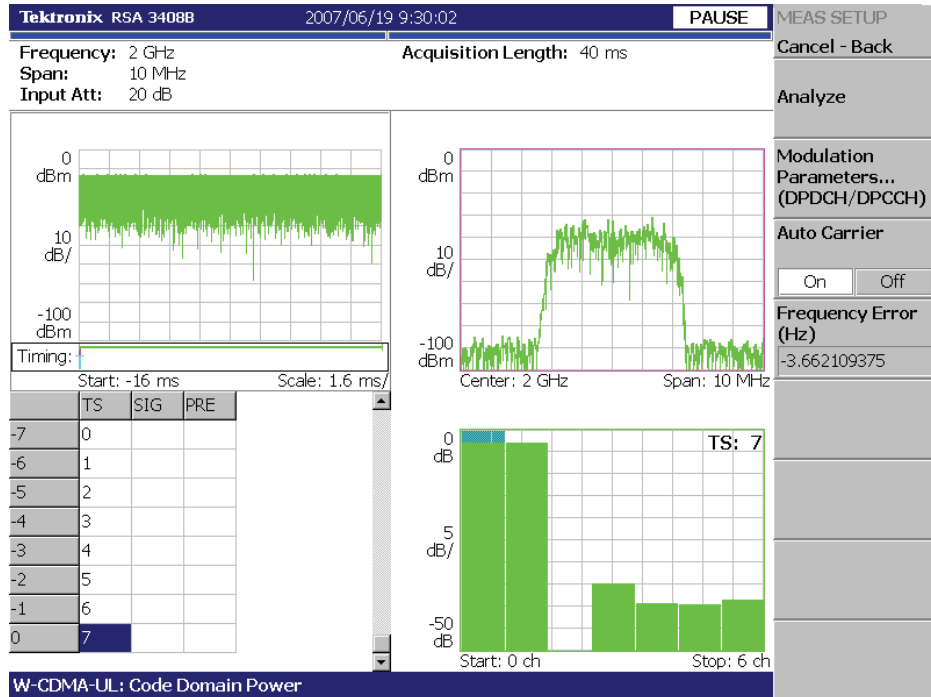 Tektronix RSA 3408B 2007/06/19 9:30:02 PAUSE
Frequency: 2 GHz
Span: 10 MHz
Input Att: 20 dB
Acquisition Length: 40 ms
0
dBm
10
dB/
-100
dBm
Timing:
Start: -16 ms Scale: 1.6 ms/
0
dBm
10
dB/
-100
dBm
Center: 2 GHz Span: 10 MHz
TS SIG PRE
-7 0
-6 1
-5 2
-4 3
-3 4
-2 5
-1 6
0 7
0
dB
TS: 7
5
dB/
-50
dB
Start: 0 ch Stop: 6 ch
W-CDMA-UL: Code Domain Power
MEAS SETUP
Cancel - Back
Analyze
Modulation
Parameters...
(DPDCH/DPCCH)
Auto Carrier
On Off
Frequency Error
(Hz)
-3.662109375